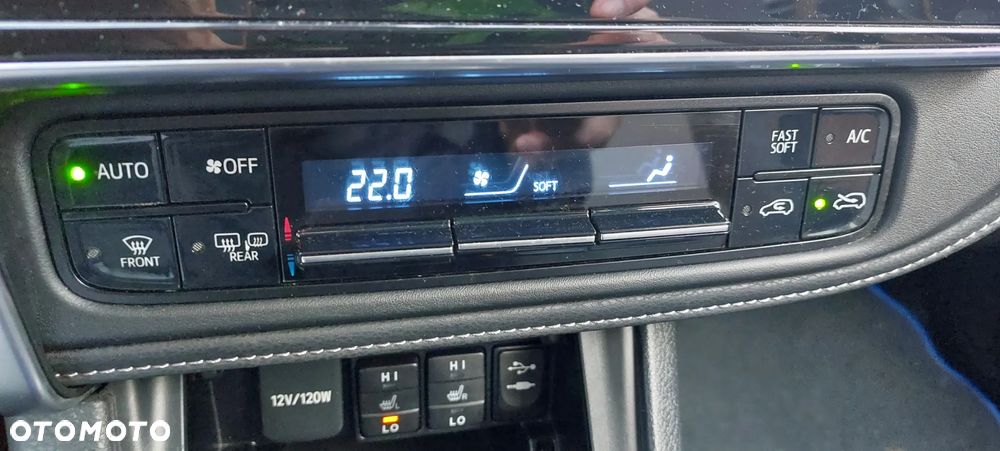 AUTO
OFF
22.0
SOFT
FAST
SOFT
A/C
FRONT
REAR
12V/120W
HI
L
LO
HI
R
LO
OTOMOTO